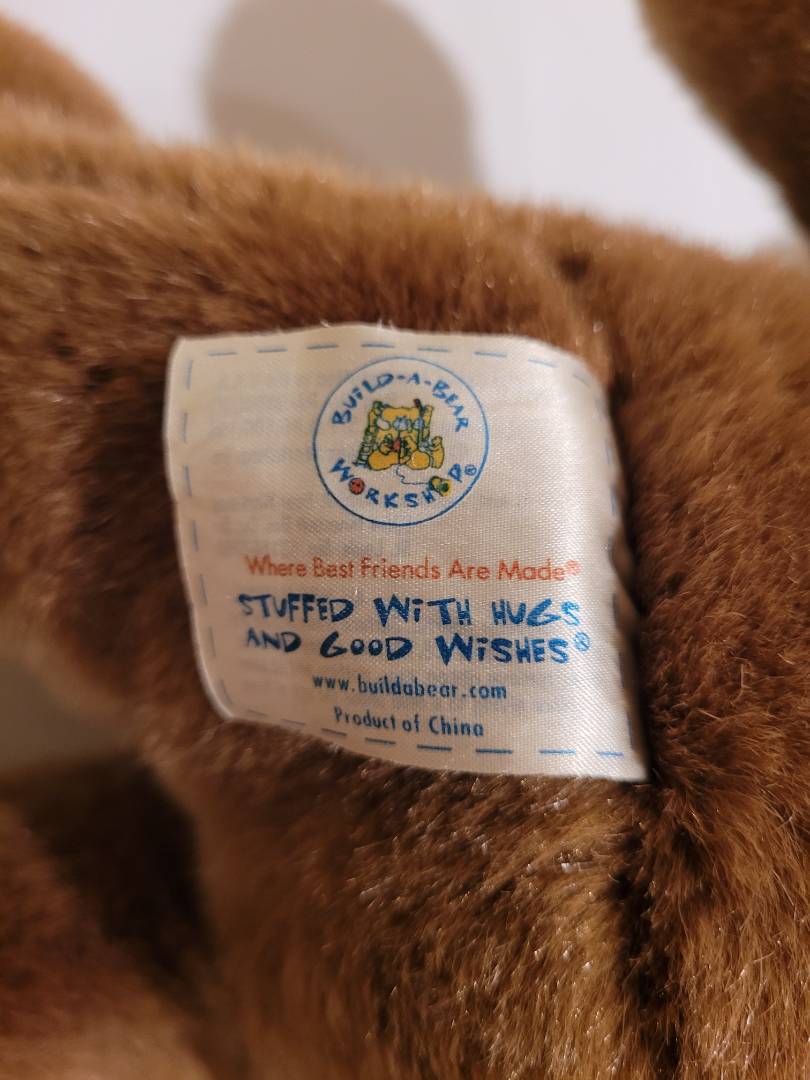 BUILD-A-BEAR
WORKSHOP®
Where Best Friends Are Made®
STUFFED WITH HUGS
AND GOOD WISHES®
www.buildabear.com
Product of China